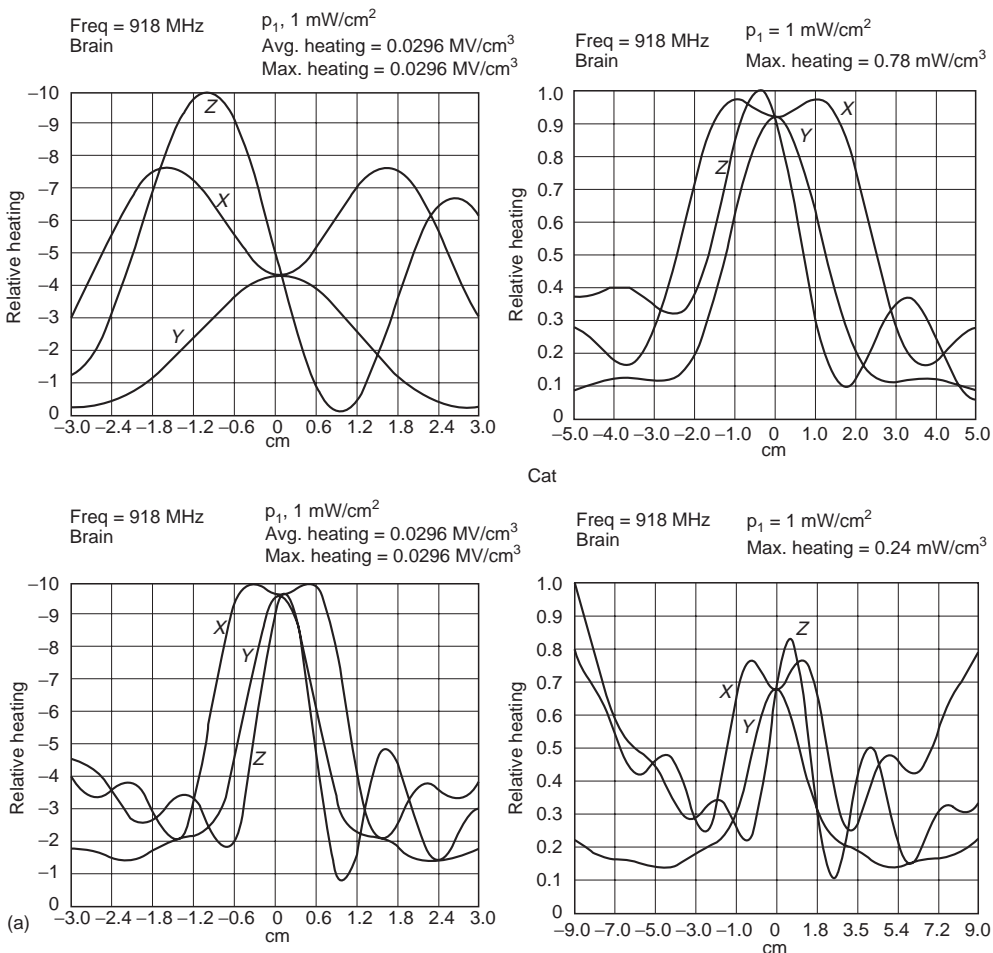 Freq = 918 MHz
Brain
p₁, 1 mW/cm²
Avg. heating = 0.0296 MV/cm³
Max. heating = 0.0296 MV/cm³
Relative heating
–10
–9
–8
–7
–6
–5
–4
–3
–2
–1
0
Z
X
Y
–3.0 –2.4 –1.8 –1.2 –0.6 0 0.6 1.2 1.8 2.4 3.0
cm
Freq = 918 MHz
Brain
p₁ = 1 mW/cm²
Max. heating = 0.78 mW/cm³
Relative heating
1.0
0.9
0.8
0.7
0.6
0.5
0.4
0.3
0.2
0.1
0
X
Y
Z
–5.0 –4.0 –3.0 –2.0 –1.0 0 1.0 2.0 3.0 4.0 5.0
cm
Cat
Freq = 918 MHz
Brain
p₁, 1 mW/cm²
Avg. heating = 0.0296 MV/cm³
Max. heating = 0.0296 MV/cm³
Relative heating
–10
–9
–8
–7
–6
–5
–4
–3
–2
–1
0
X
Y
Z
–3.0 –2.4 –1.8 –1.2 –0.6 0 0.6 1.2 1.8 2.4 3.0
cm
(a)
Freq = 918 MHz
Brain
p₁ = 1 mW/cm²
Max. heating = 0.24 mW/cm³
Relative heating
1.0
0.9
0.8
0.7
0.6
0.5
0.4
0.3
0.2
0.1
0
Z
X
Y
–9.0 –7.0 –5.0 –3.0 –1.0 0 1.8 3.5 5.4 7.2 9.0
cm